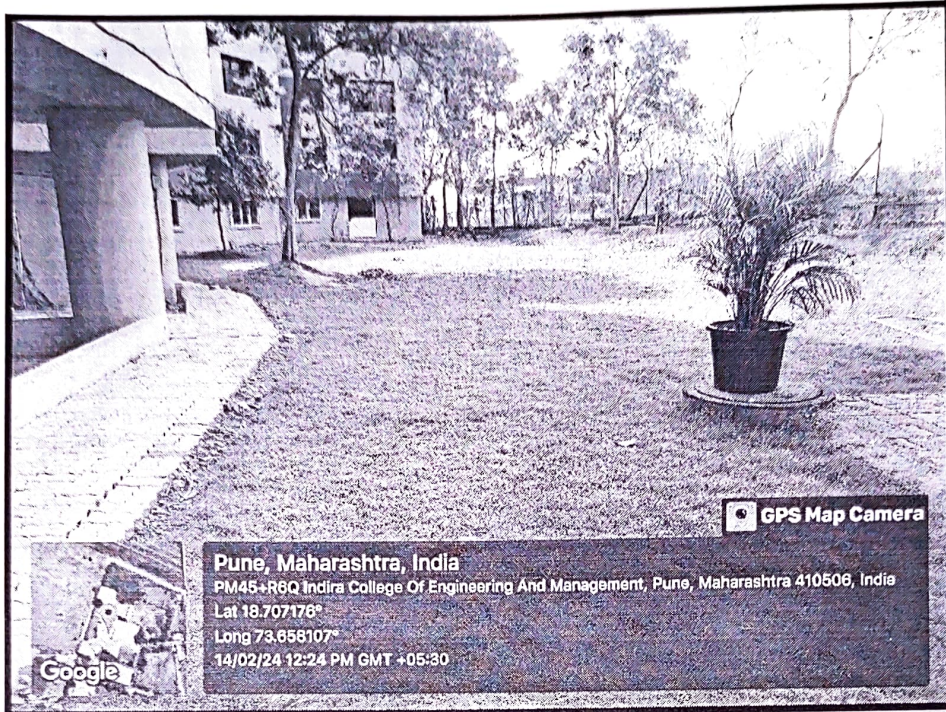 GPS Map Camera
Pune, Maharashtra, India
PM45+R6Q Indira College Of Engineering And Management, Pune, Maharashtra 410506, India
Lat 18.707176°
Long 73.658107°
14/02/24 12:24 PM GMT +05:30
Google